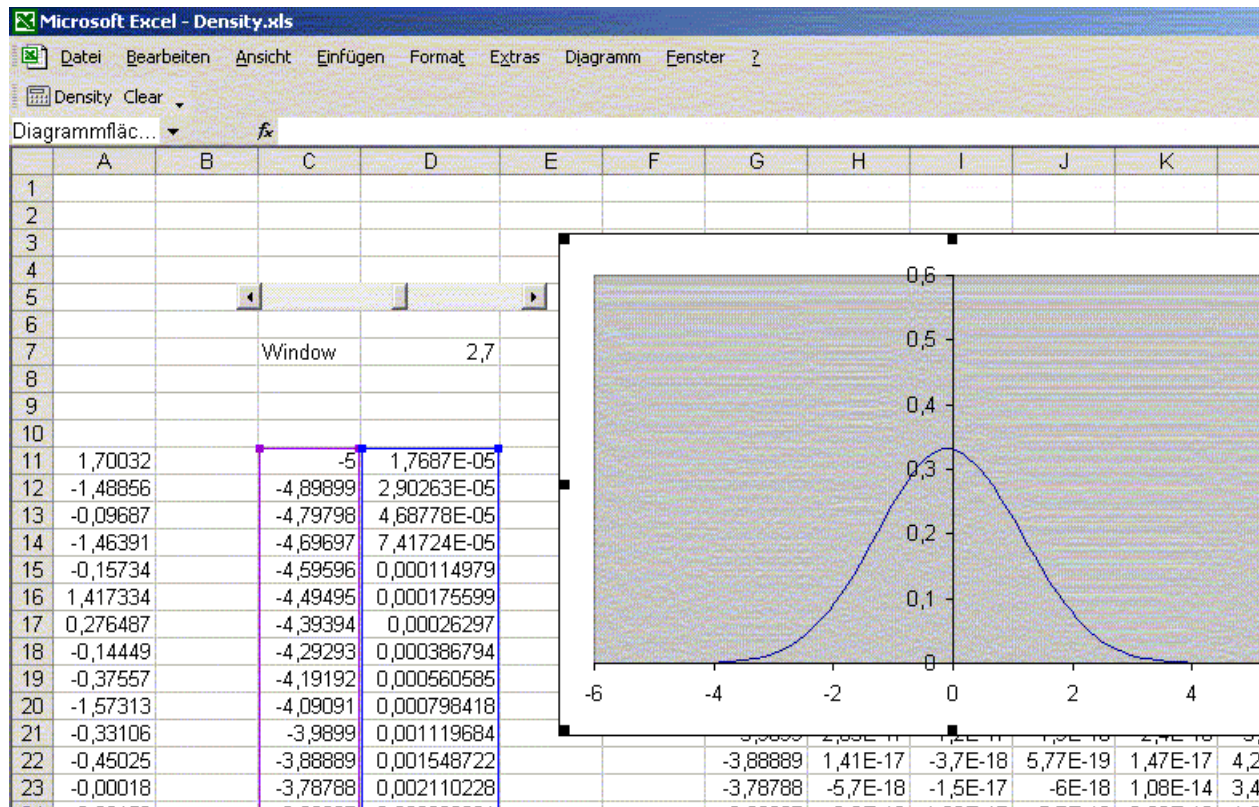 Microsoft Excel - Density.xls
Datei Bearbeiten Ansicht Einfügen Format Extras Diagramm Fenster ?
Density Clear
Diagrammfläc... fx
A B C D E F G H I J K
1
2
3
4
5
6
7 Window 2,7
8
9
10
11 1,70032 -5 1,7687E-05
12 -1,48856 -4,89899 2,90263E-05
13 -0,09687 -4,79798 4,68778E-05
14 -1,46391 -4,69697 7,41724E-05
15 -0,15734 -4,59596 0,000114979
16 1,417334 -4,49495 0,000175599
17 0,276487 -4,39394 0,00026297
18 -0,14449 -4,29293 0,000386794
19 -0,37557 -4,19192 0,000560585
20 -1,57313 -4,09091 0,000798418
21 -0,33106 -3,9899 0,001119684
22 -0,45025 -3,88889 0,001548722 -3,88889 1,41E-17 -3,7E-18 5,77E-19 1,47E-17 4,2
23 -0,00018 -3,78788 0,002110228 -3,78788 -5,7E-18 -1,5E-17 -6E-18 1,08E-14 3,4
0,6
0,5
0,4
0,3
0,2
0,1
0
-6 -4 -2 0 2 4